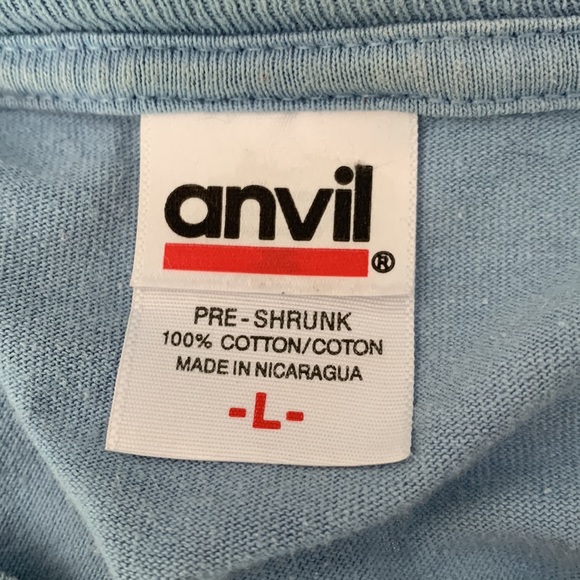 anvil®
PRE-SHRUNK
100% COTTON/COTON
MADE IN NICARAGUA
-L-